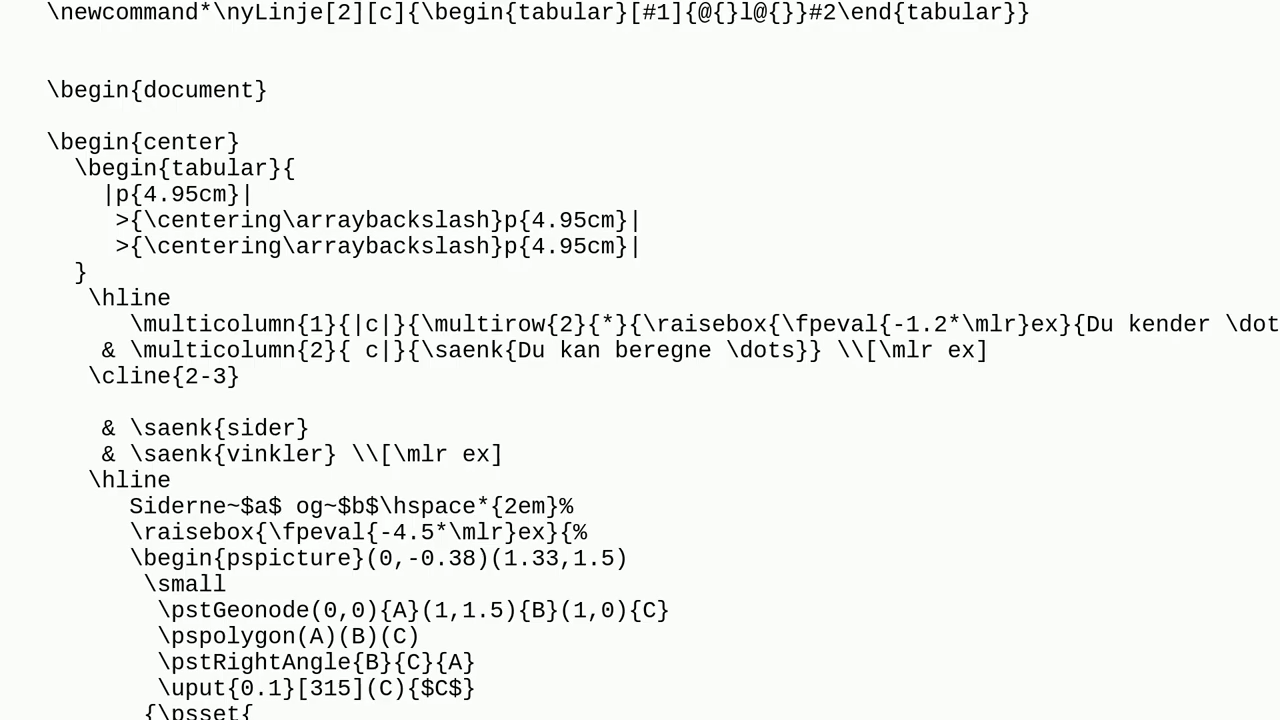 \newcommand*\nyLinje[2][c]{\begin{tabular}[#1]{@{}l@{}}#2\end{tabular}}
\begin{document}
\begin{center}
\begin{tabular}{
|p{4.95cm}|
>{\centering\arraybackslash}p{4.95cm}|
>{\centering\arraybackslash}p{4.95cm}|
}
\hline
\multicolumn{1}{|c|}{\multirow{2}{*}{\raisebox{\fpeval{-1.2*\mlr}ex}{Du kender \dot
& \multicolumn{2}{ c|}{\saenk{Du kan beregne \dots}} \\[\mlr ex]
\cline{2-3}
& \saenk{sider}
& \saenk{vinkler} \\[\mlr ex]
\hline
Siderne~$a$ og~$b$\hspace*{2em}%
\raisebox{\fpeval{-4.5*\mlr}ex}{%
\begin{pspicture}(0,-0.38)(1.33,1.5)
\small
\pstGeonode(0,0){A}(1,1.5){B}(1,0){C}
\pspolygon(A)(B)(C)
\pstRightAngle{B}{C}{A}
\uput{0.1}[315](C){$C$}
{\psset{